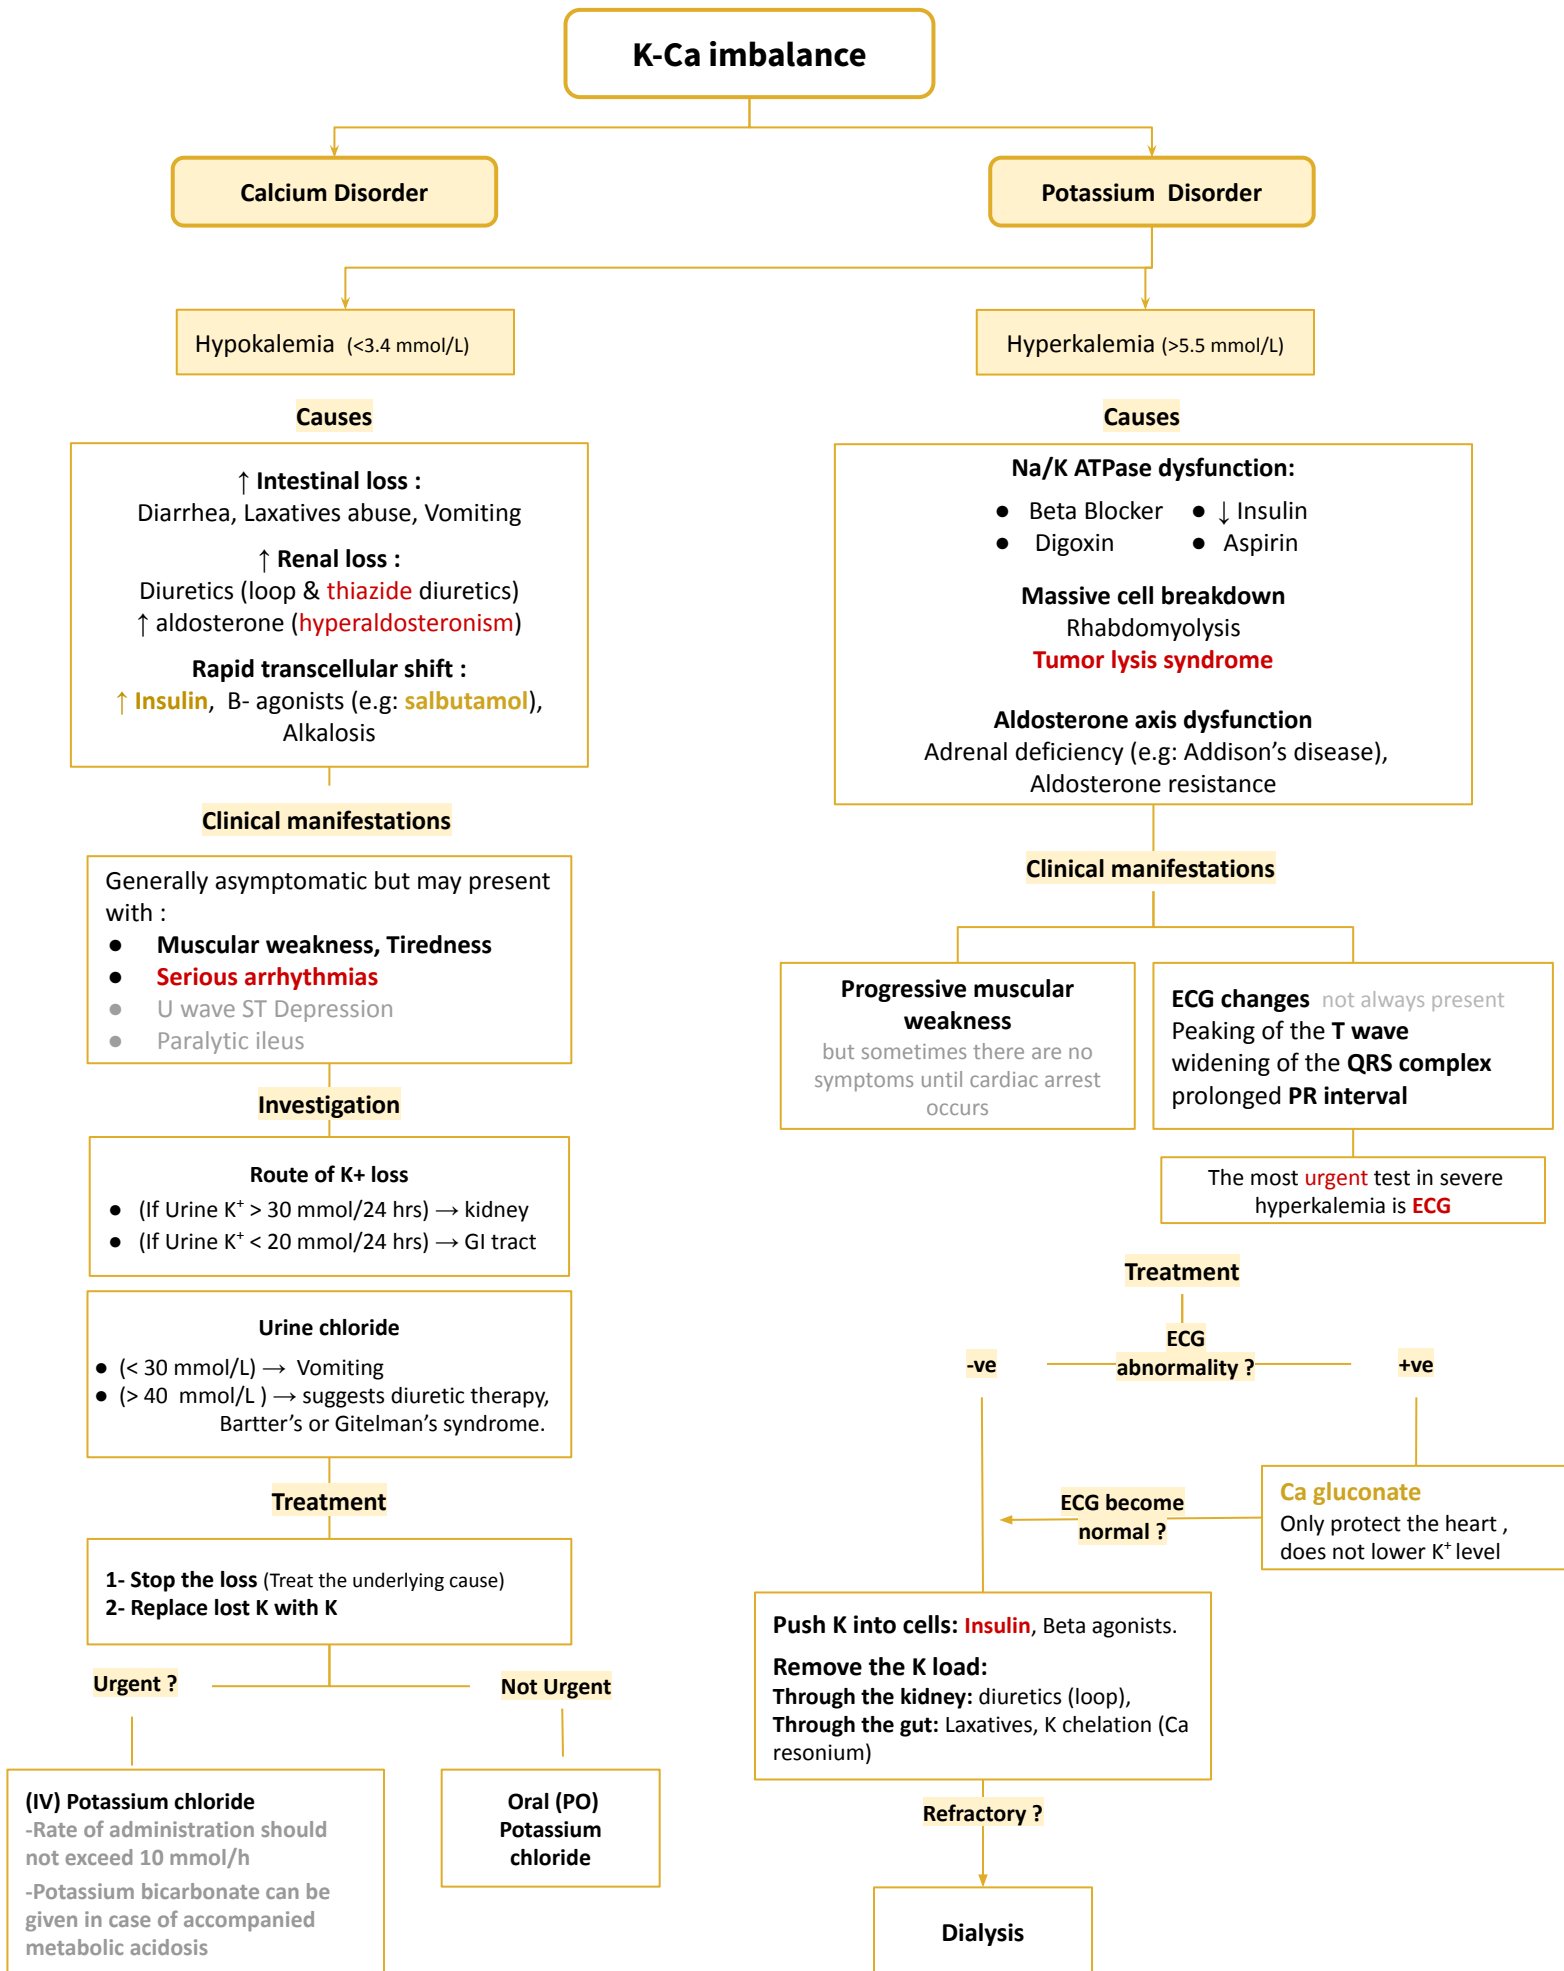 K-Ca imbalance
Calcium Disorder
Potassium  Disorder
Hypokalemia  (<3.4 mmol/L)
Causes
↑ Intestinal loss :
Diarrhea, Laxatives abuse, Vomiting
↑ Renal loss :
Diuretics (loop & thiazide diuretics)
↑ aldosterone (hyperaldosteronism)
Rapid transcellular shift :
↑ Insulin,  B- agonists (e.g: salbutamol),
Alkalosis
Clinical manifestations
Generally asymptomatic but may present
with :
● Muscular weakness, Tiredness
● Serious arrhythmias
● U wave ST Depression
● Paralytic ileus
Investigation
Route of K+ loss
● (If Urine K⁺ > 30 mmol/24 hrs) → kidney
● (If Urine K⁺ < 20 mmol/24 hrs) → GI tract
Urine chloride
● (< 30 mmol/L) →  Vomiting
● (> 40  mmol/L ) → suggests diuretic therapy,
Bartter's or Gitelman's syndrome.
Treatment
1- Stop the loss (Treat the underlying cause)
2- Replace lost K with K
Urgent ?
Not Urgent
(IV) Potassium chloride
-Rate of administration should
not exceed 10 mmol/h
-Potassium bicarbonate can be
given in case of accompanied
metabolic acidosis
Oral (PO)
Potassium
chloride
Hyperkalemia (>5.5 mmol/L)
Causes
Na/K ATPase dysfunction:
● Beta Blocker ● ↓ Insulin
● Digoxin ● Aspirin
Massive cell breakdown
Rhabdomyolysis
Tumor lysis syndrome
Aldosterone axis dysfunction
Adrenal deficiency (e.g: Addison's disease),
Aldosterone resistance
Clinical manifestations
Progressive muscular
weakness
but sometimes there are no
symptoms until cardiac arrest
occurs
ECG changes  not always present
Peaking of the T wave
widening of the QRS complex
prolonged PR interval
The most urgent test in severe
hyperkalemia is ECG
Treatment
ECG
abnormality ?
-ve
+ve
Ca gluconate
Only protect the heart ,
does not lower K⁺ level
ECG become
normal ?
Push K into cells: Insulin, Beta agonists.
Remove the K load:
Through the kidney: diuretics (loop),
Through the gut: Laxatives, K chelation (Ca
resonium)
Refractory ?
Dialysis